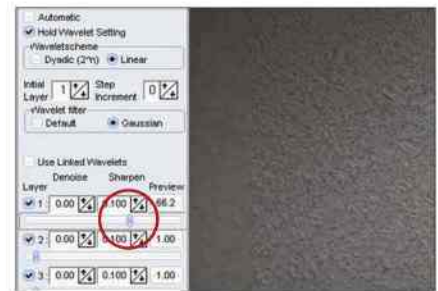 Automatic
Hold Wavelet Setting
Waveletscheme
Dyadic (2^n) Linear
Initial Layer 1 Step Increment 0
Wavelet filter
Default Gaussian
Use Linked Wavelets
Denoise Sharpen
Layer Preview
1: 0.00 0.100 66.2
2: 0.00 0.100 1.00
3: 0.00 0.100 1.00